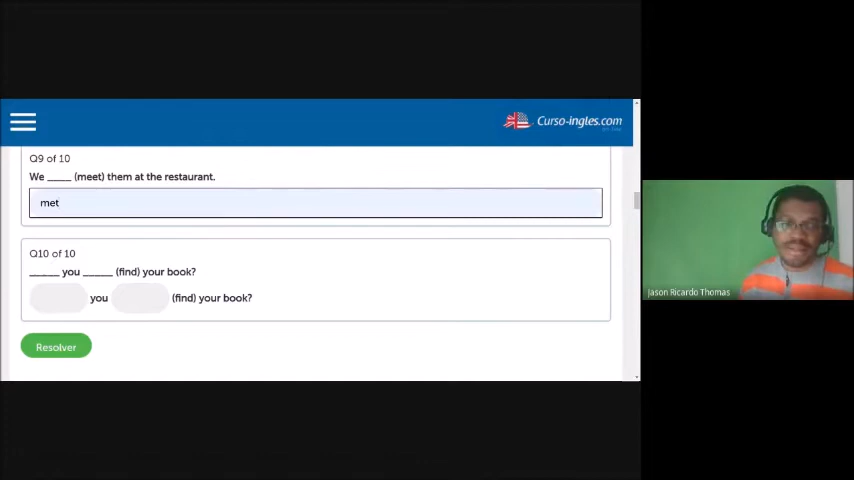 Curso-ingles.com
Q9 of 10
We ____ (meet) them at the restaurant.
met
Q10 of 10
_____ you _____ (find) your book?
you (find) your book?
Resolver
Jason Ricardo Thomas